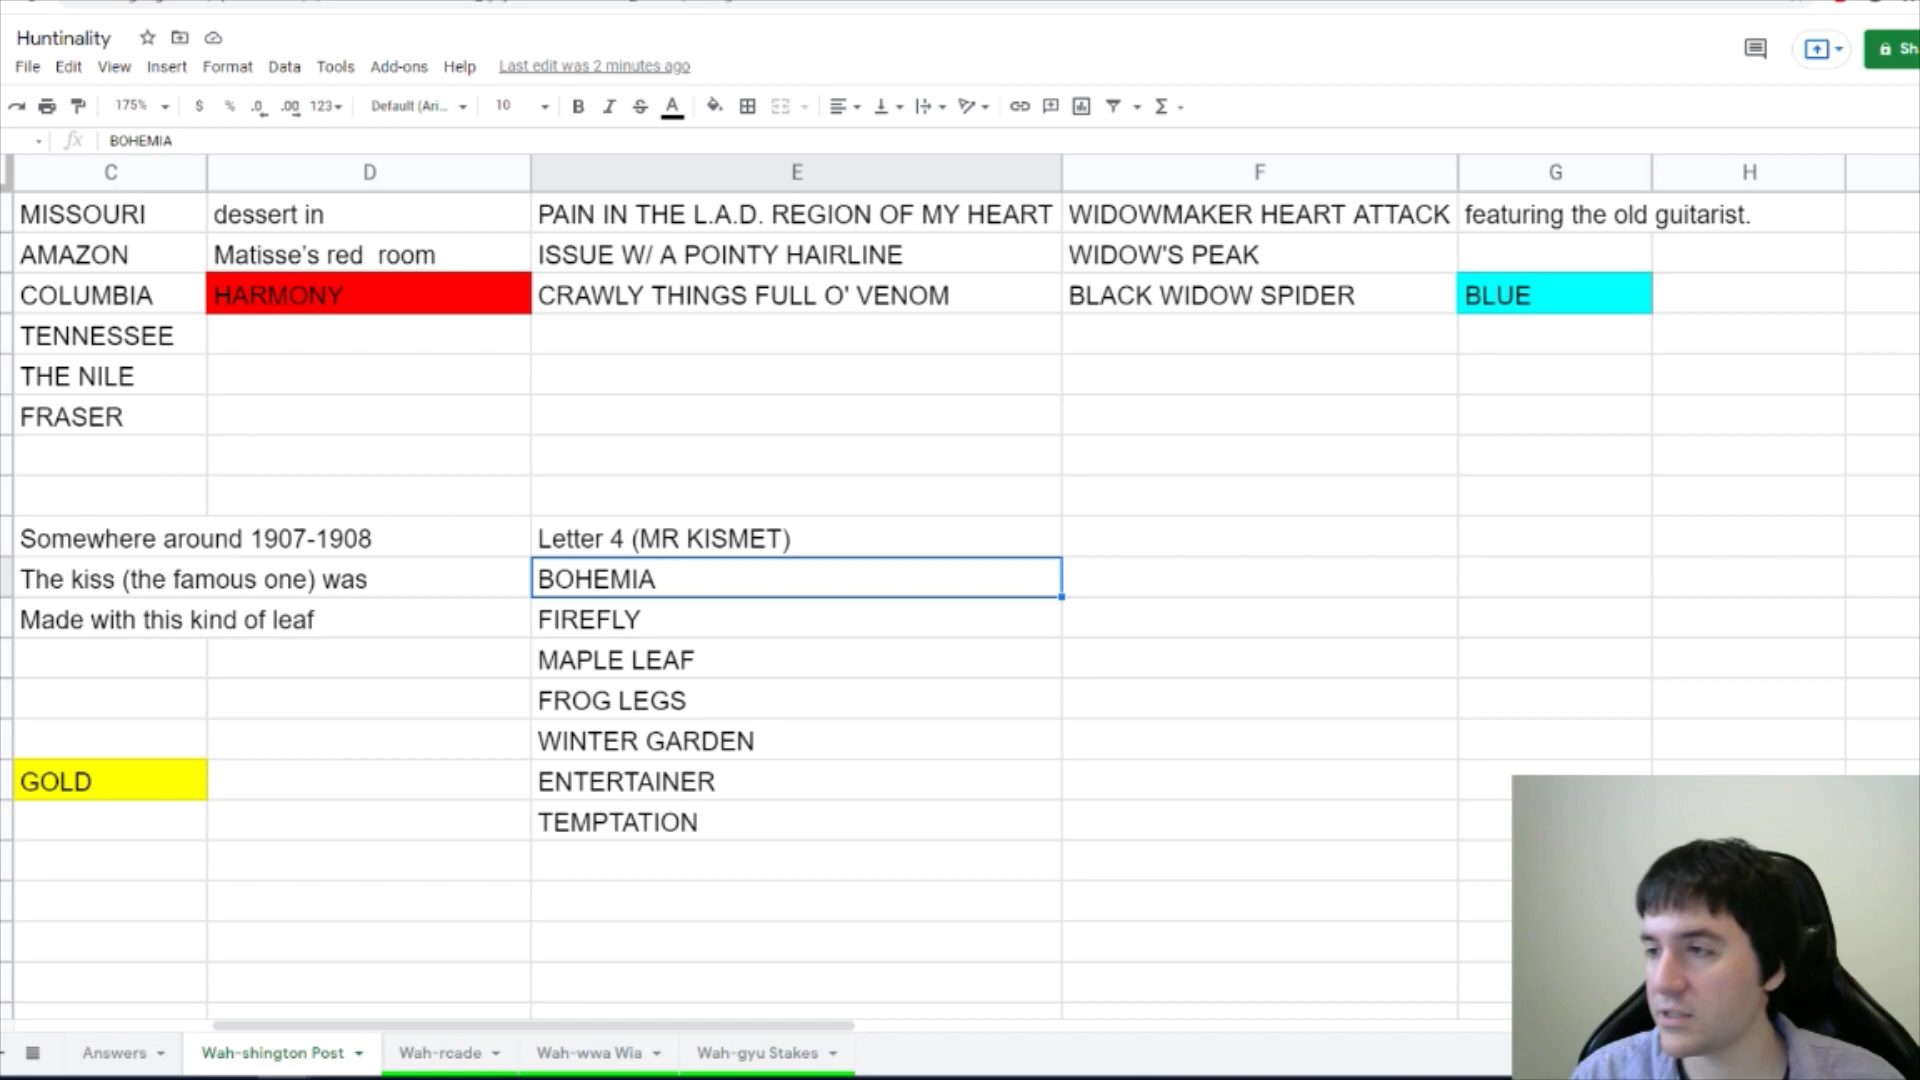 Huntinality
File Edit View Insert Format Data Tools Add-ons Help Last edit was 2 minutes ago
175% $ % .0 .00 123 Default (Ari... 10 B I S A
fx BOHEMIA
C D E F G H
MISSOURI dessert in PAIN IN THE L.A.D. REGION OF MY HEART WIDOWMAKER HEART ATTACK featuring the old guitarist.
AMAZON Matisse's red room ISSUE W/ A POINTY HAIRLINE WIDOW'S PEAK
COLUMBIA HARMONY CRAWLY THINGS FULL O' VENOM BLACK WIDOW SPIDER BLUE
TENNESSEE
THE NILE
FRASER
Somewhere around 1907-1908 Letter 4 (MR KISMET)
The kiss (the famous one) was BOHEMIA
Made with this kind of leaf FIREFLY
MAPLE LEAF
FROG LEGS
WINTER GARDEN
GOLD ENTERTAINER
TEMPTATION
Answers Wah-shington Post Wah-rcade Wah-wwa Wia Wah-gyu Stakes